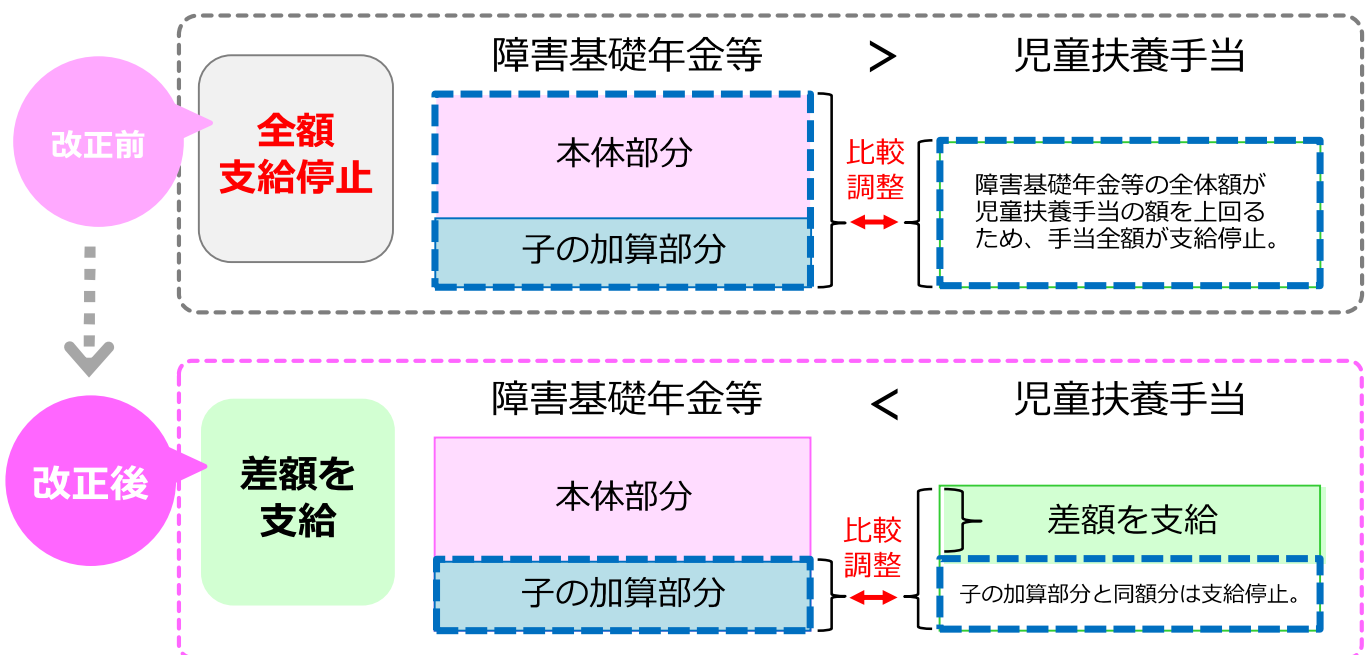 障害基礎年金等 > 児童扶養手当
改正前
全額
支給停止
本体部分
子の加算部分
比較
調整
障害基礎年金等の全体額が
児童扶養手当の額を上回る
ため、手当全額が支給停止。
障害基礎年金等 < 児童扶養手当
改正後
差額を
支給
本体部分
子の加算部分
比較
調整
差額を支給
子の加算部分と同額分は支給停止。